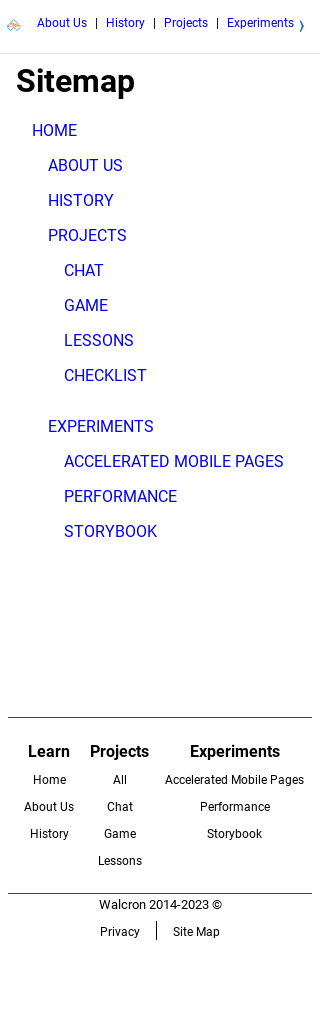 About Us | History | Projects | Experiments ❯
Sitemap
HOME
ABOUT US
HISTORY
PROJECTS
CHAT
GAME
LESSONS
CHECKLIST
EXPERIMENTS
ACCELERATED MOBILE PAGES
PERFORMANCE
STORYBOOK
Learn Projects Experiments
Home All Accelerated Mobile Pages
About Us Chat Performance
History Game Storybook
Lessons
Walcron 2014-2023 ©
Privacy | Site Map